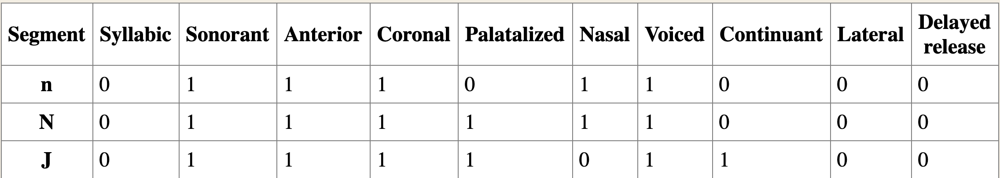 Segment Syllabic Sonorant Anterior Coronal Palatalized Nasal Voiced Continuant Lateral Delayed release
n 0 1 1 1 0 1 1 0 0 0
N 0 1 1 1 1 1 1 0 0 0
J 0 1 1 1 1 0 1 1 0 0